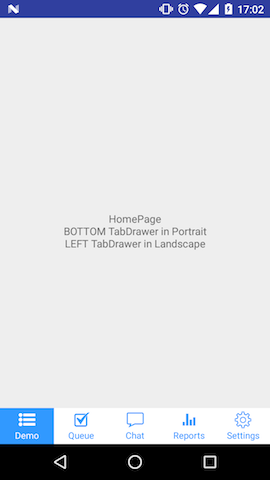 17:02
HomePage
BOTTOM TabDrawer in Portrait
LEFT TabDrawer in Landscape
Demo Queue Chat Reports Settings